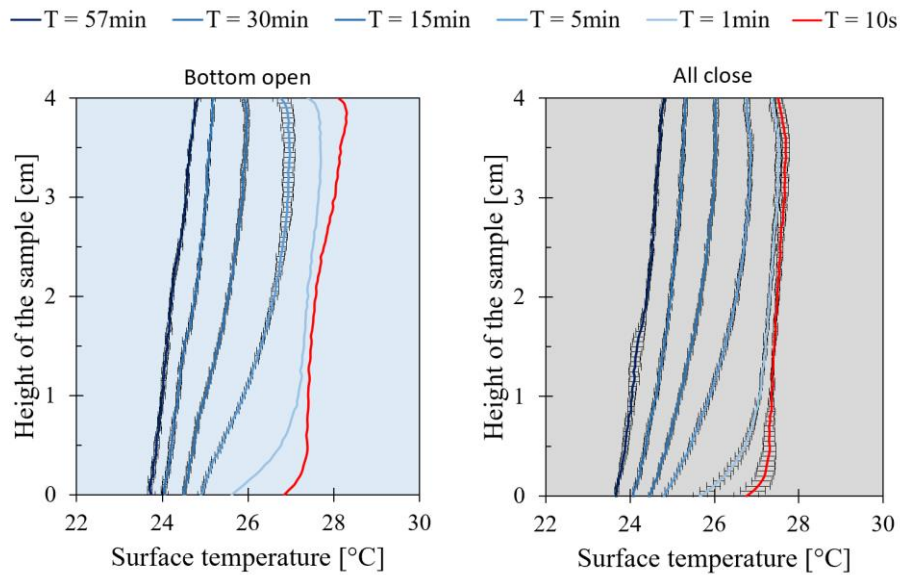 T = 57min T = 30min T = 15min T = 5min T = 1min T = 10s
Bottom open
All close
4
3
2
1
0
22 24 26 28 30
Height of the sample [cm]
Surface temperature [°C]
4
3
2
1
0
22 24 26 28 30
Height of the sample [cm]
Surface temperature [°C]